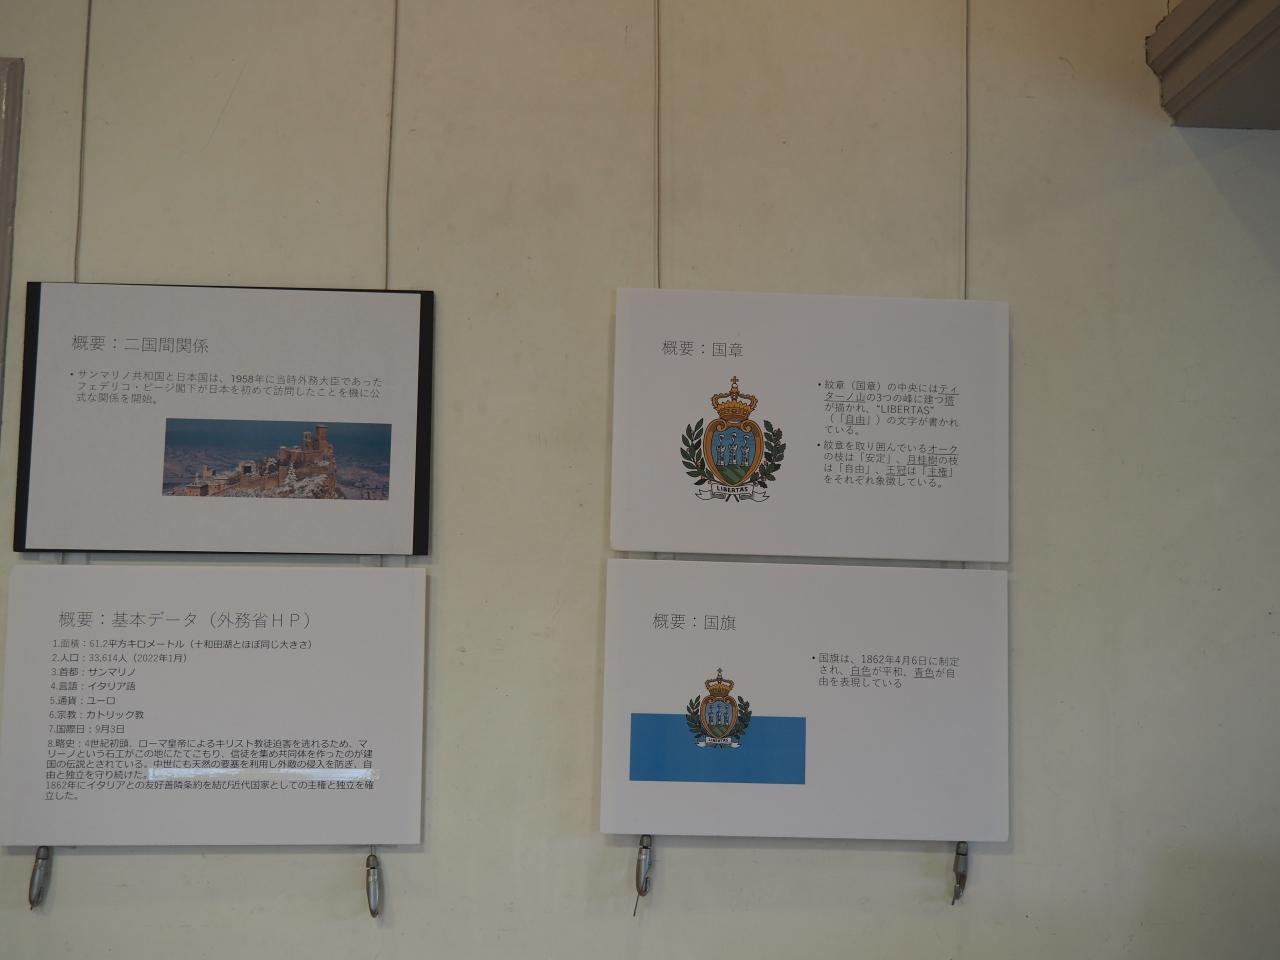 概要：二国間関係
・サンマリノ共和国と日本国は、1958年に当時外務大臣であった
フェデリコ・ビージ閣下が日本を初めて訪問したことを機に公
式な関係を開始。
概要：基本データ（外務省ＨＰ）
1.面積：61.2平方キロメートル（十和田湖とほぼ同じ大きさ）
2.人口：33,614人（2022年1月）
3.首都：サンマリノ
4.言語：イタリア語
5.通貨：ユーロ
6.宗教：カトリック教
7.国際日：9月3日
8.略史：4世紀初頭、ローマ皇帝によるキリスト教徒迫害を逃れるため、マ
リーノという石工がこの地にたてこもり、信徒を集め共同体を作ったのが建
国の伝説とされている。中世にも天然の要塞を利用し外敵の侵入を防ぎ、自
由と独立を守り続けた。
1862年にイタリアとの友好善隣条約を結び近代国家としての主権と独立を確
立した。
概要：国章
・紋章（国章）の中央にはティ
ターノ山の3つの峰に建つ塔
が描かれ、“LIBERTAS”
（「自由」）の文字が書かれ
ている。
・紋章を取り囲んでいるオーク
の枝は「安定」、月桂樹の枝
は「自由」、王冠は「主権」
をそれぞれ象徴している。
LIBERTAS
概要：国旗
・国旗は、1862年4月6日に制定
され、白色が平和、青色が自
由を表現している
LIBERTAS